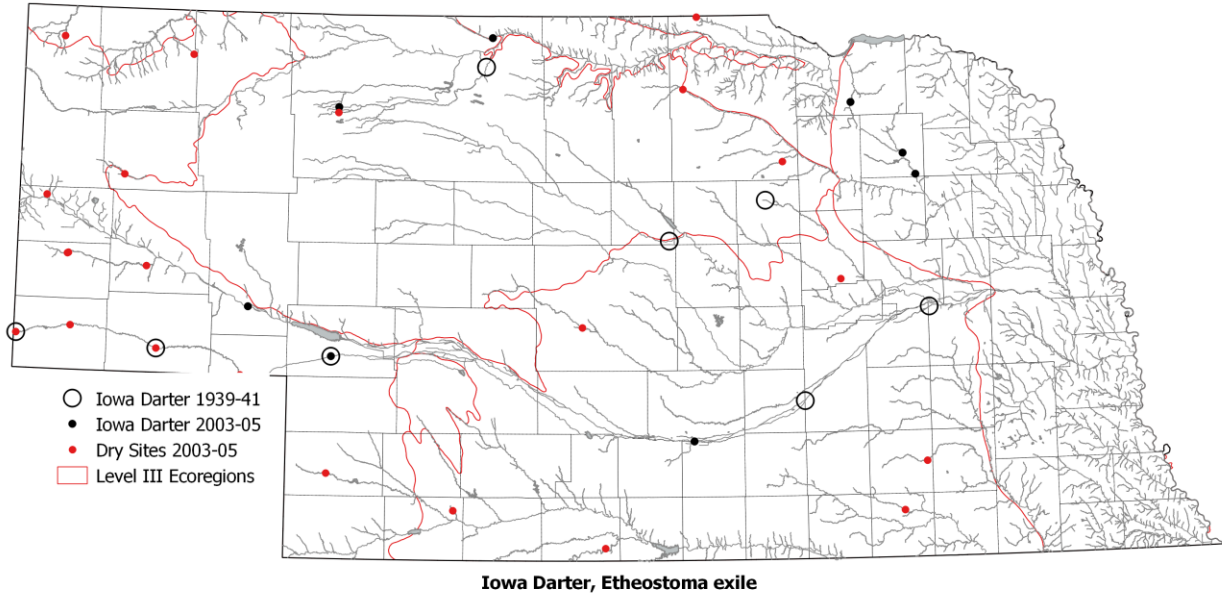 Iowa Darter 1939-41
Iowa Darter 2003-05
Dry Sites 2003-05
Level III Ecoregions
Iowa Darter, Etheostoma exile